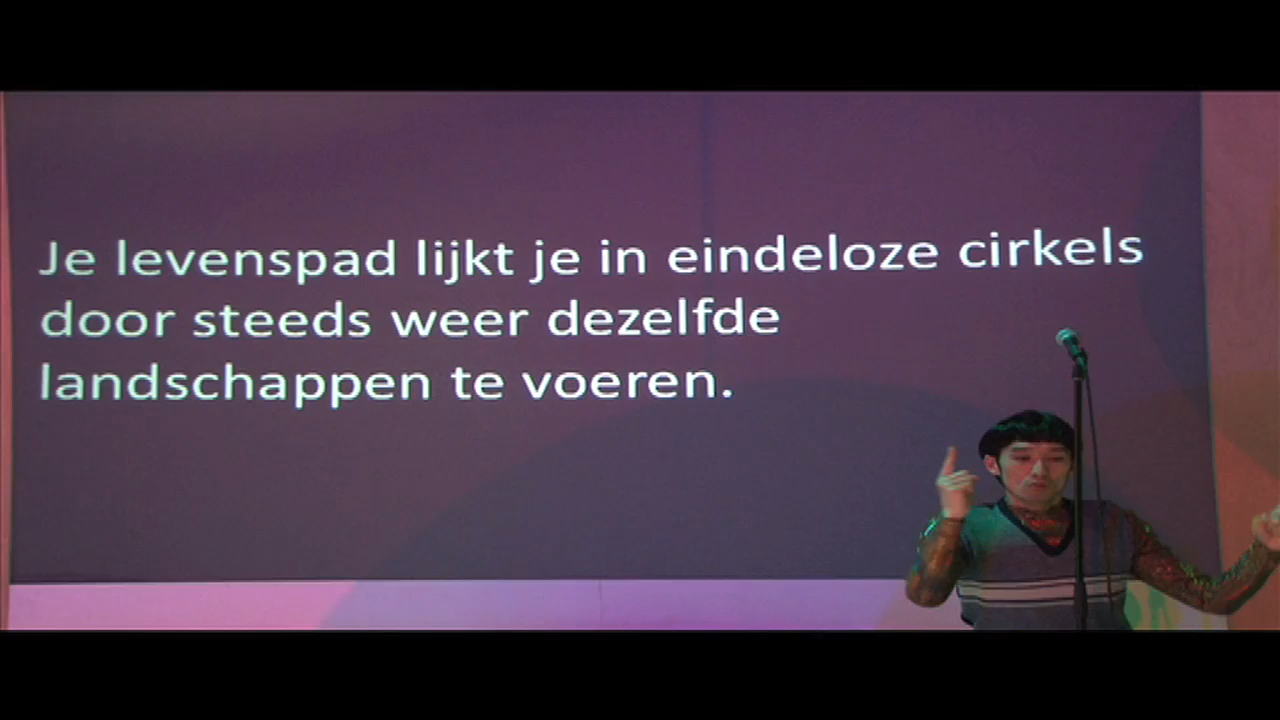 Je levenspad lijkt je in eindeloze cirkels
door steeds weer dezelfde
landschappen te voeren.